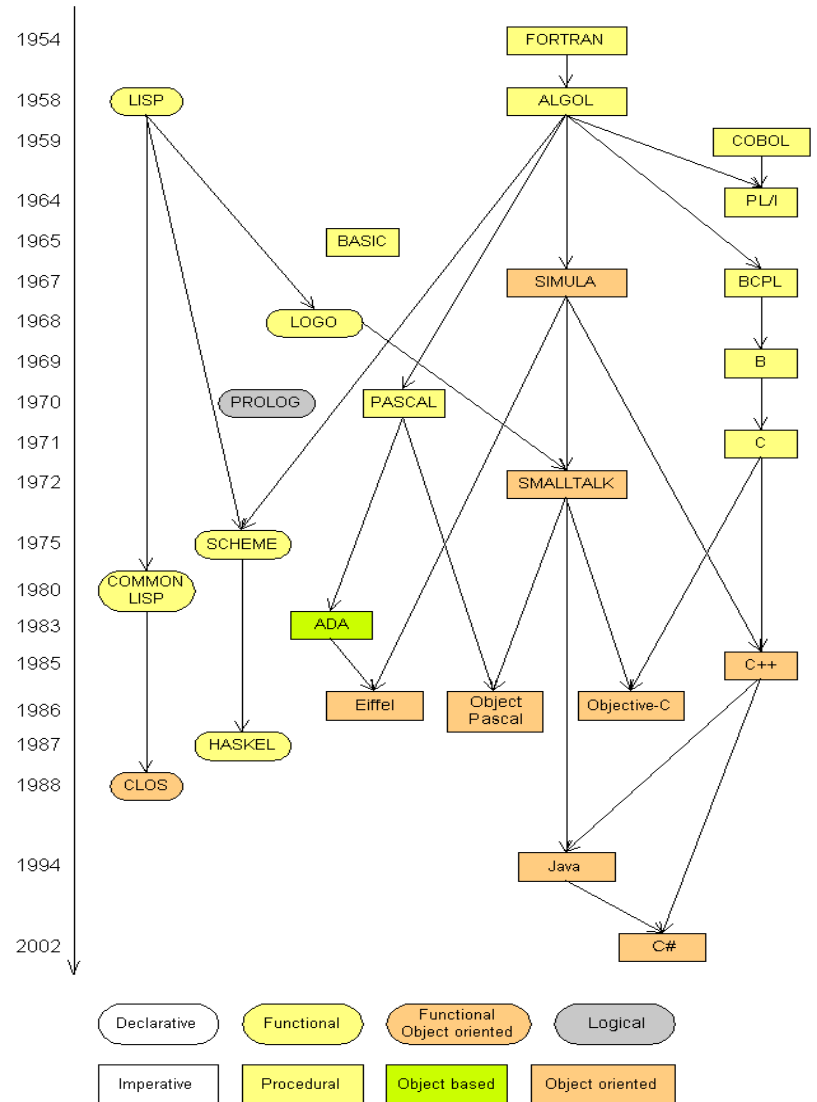 1954
FORTRAN
1958
LISP
ALGOL
1959
COBOL
1964
PL/I
1965
BASIC
1967
SIMULA
BCPL
1968
LOGO
1969
B
1970
PROLOG
PASCAL
1971
C
1972
SMALLTALK
1975
SCHEME
1980
COMMON
LISP
1983
ADA
1985
C++
1986
Eiffel
Object
Pascal
Objective-C
1987
HASKEL
1988
CLOS
1994
Java
2002
C#
Declarative
Functional
Functional
Object oriented
Logical
Imperative
Procedural
Object based
Object oriented